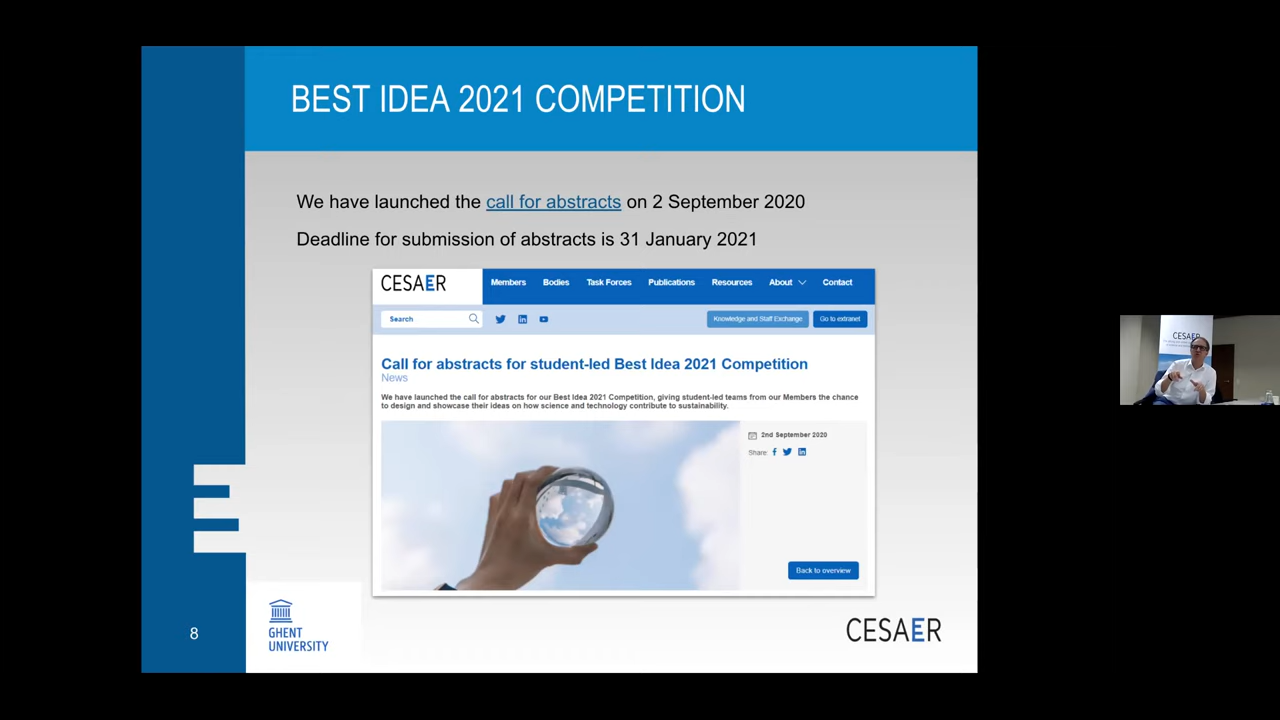 BEST IDEA 2021 COMPETITION
We have launched the call for abstracts on 2 September 2020
Deadline for submission of abstracts is 31 January 2021
CESAER
Members Bodies Task Forces Publications Resources About Contact
Search
Knowledge and Staff Exchange
Go to extranet
Call for abstracts for student-led Best Idea 2021 Competition
News
We have launched the call for abstracts for our Best Idea 2021 Competition, giving student-led teams from our Members the chance
to design and showcase their ideas on how science and technology contribute to sustainability.
2nd September 2020
Share:
Back to overview
8
GHENT
UNIVERSITY
CESAER
CESAER